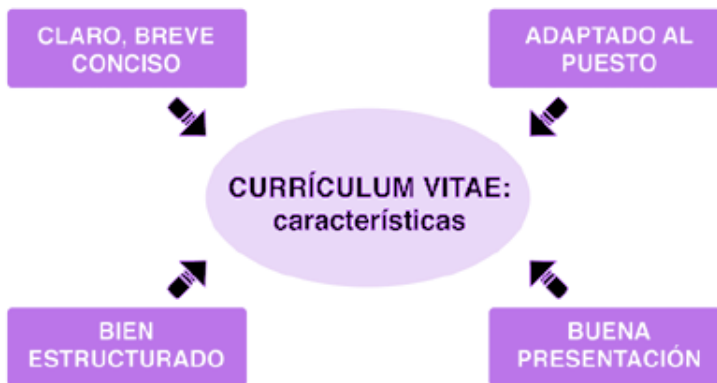 CLARO, BREVE
CONCISO
ADAPTADO AL
PUESTO
CURRÍCULUM VITAE:
características
BIEN
ESTRUCTURADO
BUENA
PRESENTACIÓN